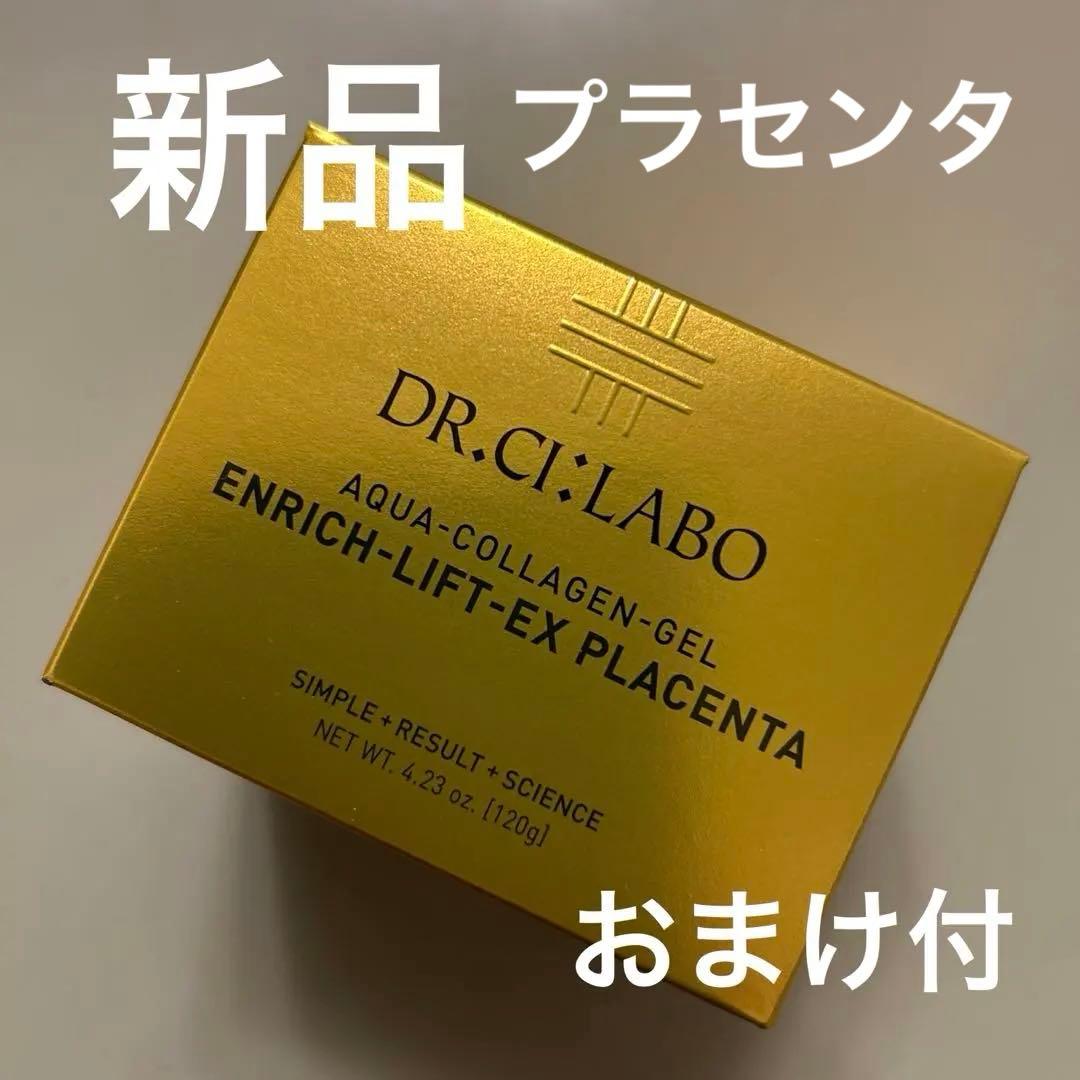 新品 プラセンタ
DR.CI:LABO
AQUA-COLLAGEN-GEL
ENRICH-LIFT-EX PLACENTA
SIMPLE+RESULT+SCIENCE
NET WT. 4.23 oz. [120g]
おまけ付